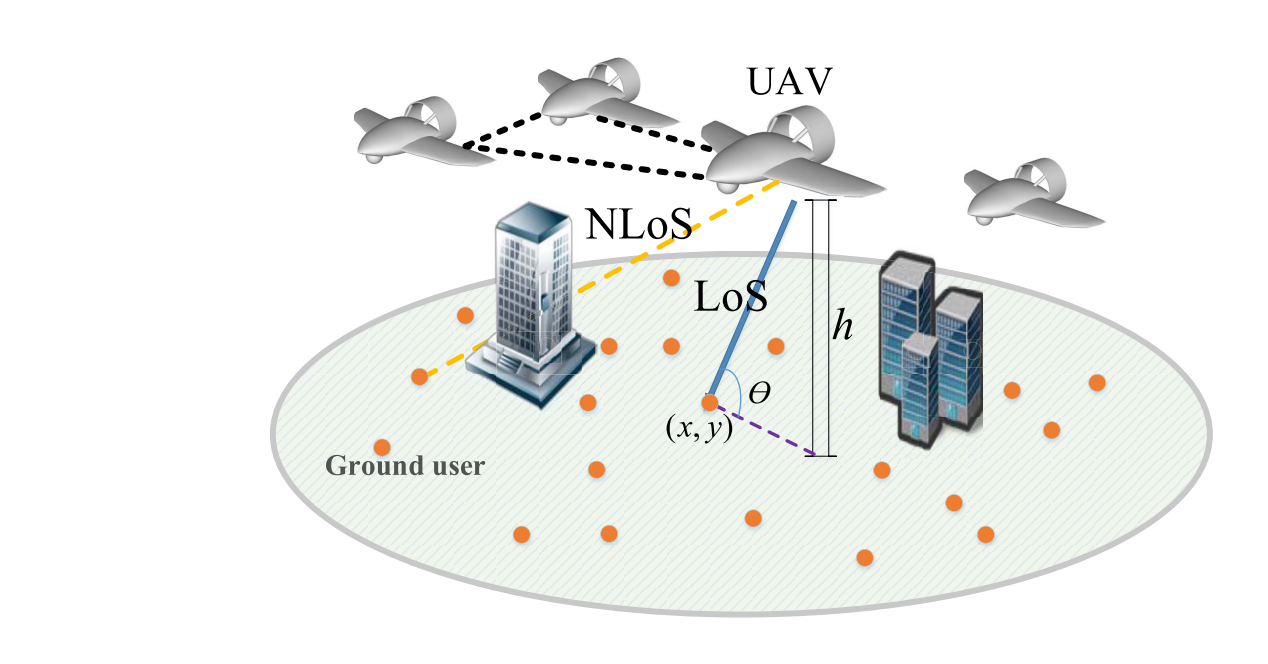 UAV
NLoS
LoS
h
ϴ
(x, y)
Ground user